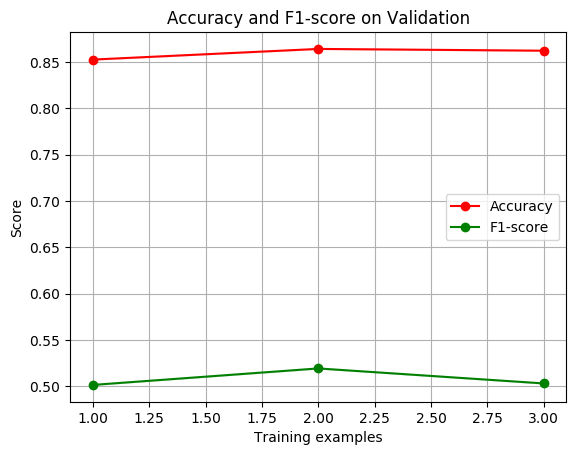 Accuracy and F1-score on Validation
0.85
0.80
0.75
0.70
0.65
0.60
0.55
0.50
Score
Accuracy
F1-score
1.00 1.25 1.50 1.75 2.00 2.25 2.50 2.75 3.00
Training examples